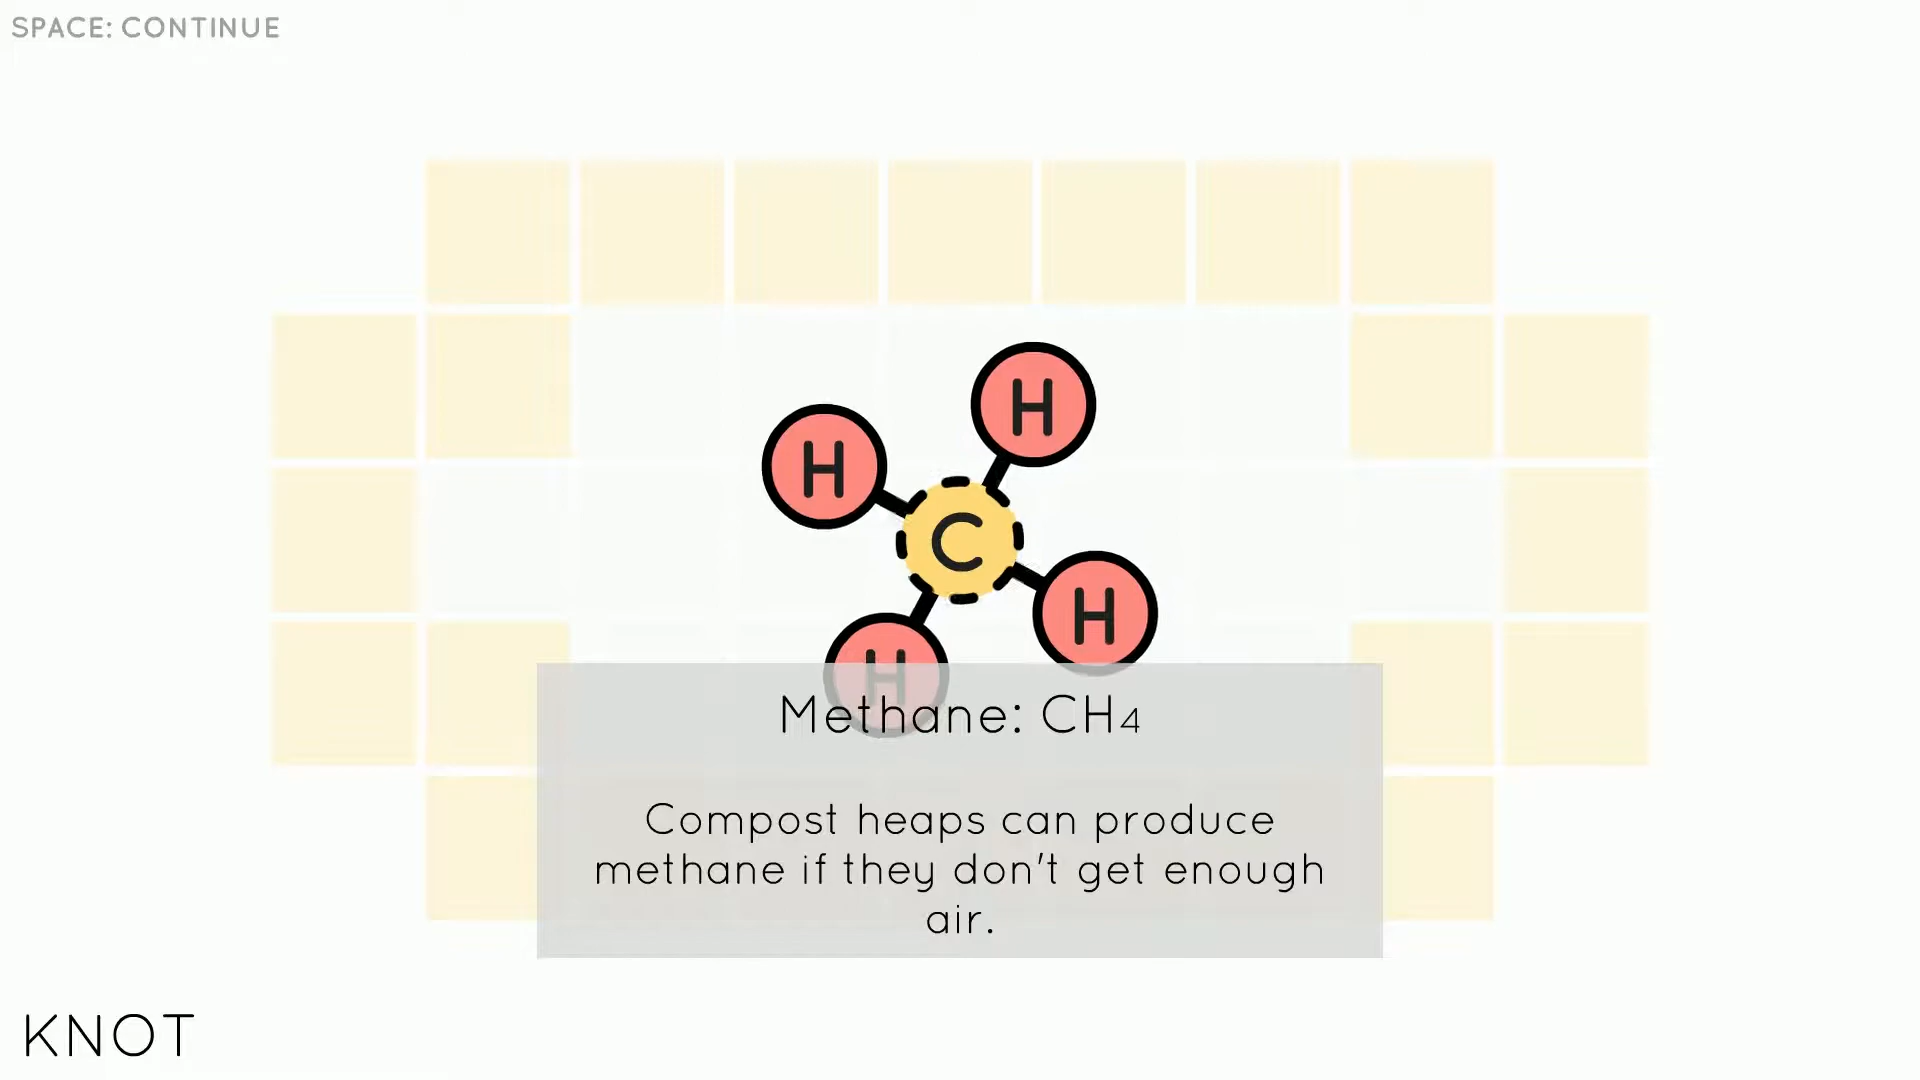 SPACE: CONTINUE
H
H
C
H
H
Methane: CH₄
Compost heaps can produce
methane if they don't get enough
air.
KNOT